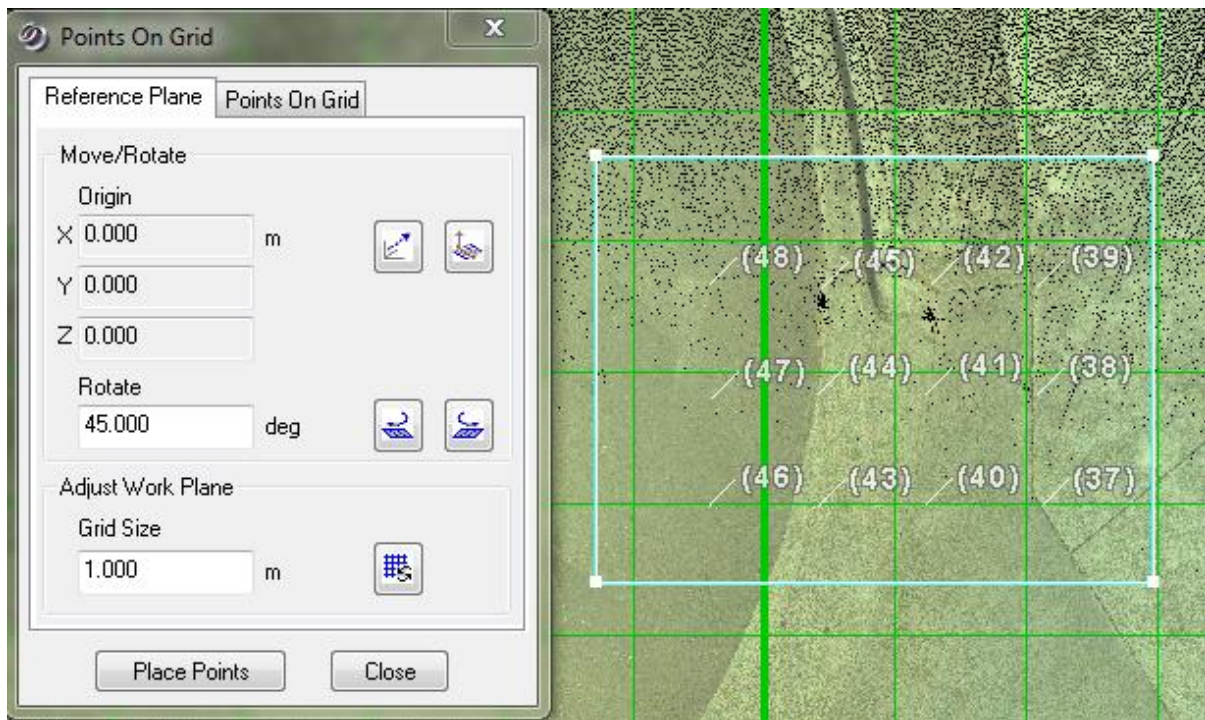 Points On Grid
X
Reference Plane
Points On Grid
Move/Rotate
Origin
X 0.000 m
Y 0.000
Z 0.000
Rotate
45.000 deg
Adjust Work Plane
Grid Size
1.000 m
Place Points
Close
(48) (45) (42) (39)
(47) (44) (41) (38)
(46) (43) (40) (37)